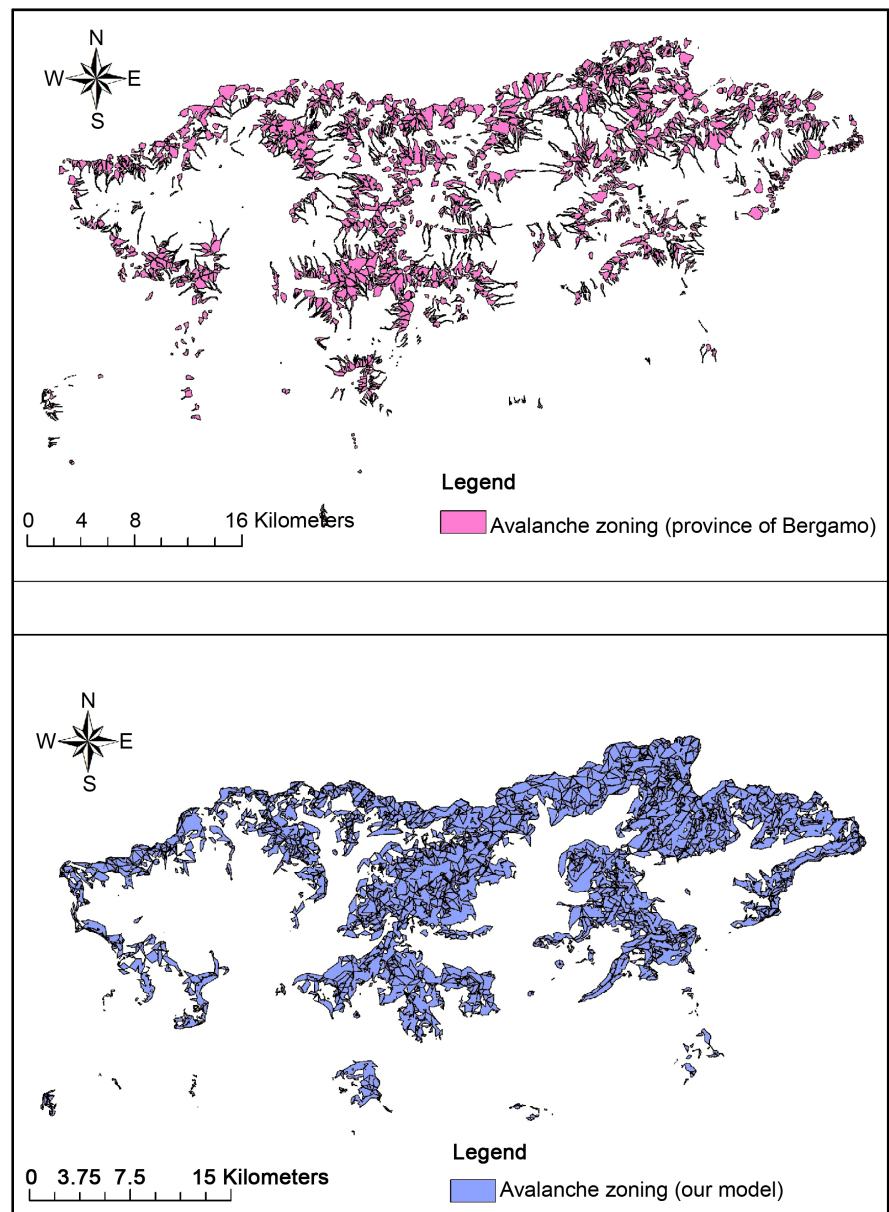 N
W E
S
Legend
0 4 8 16 Kilometers
Avalanche zoning (province of Bergamo)
N
W E
S
Legend
0 3.75 7.5 15 Kilometers
Avalanche zoning (our model)